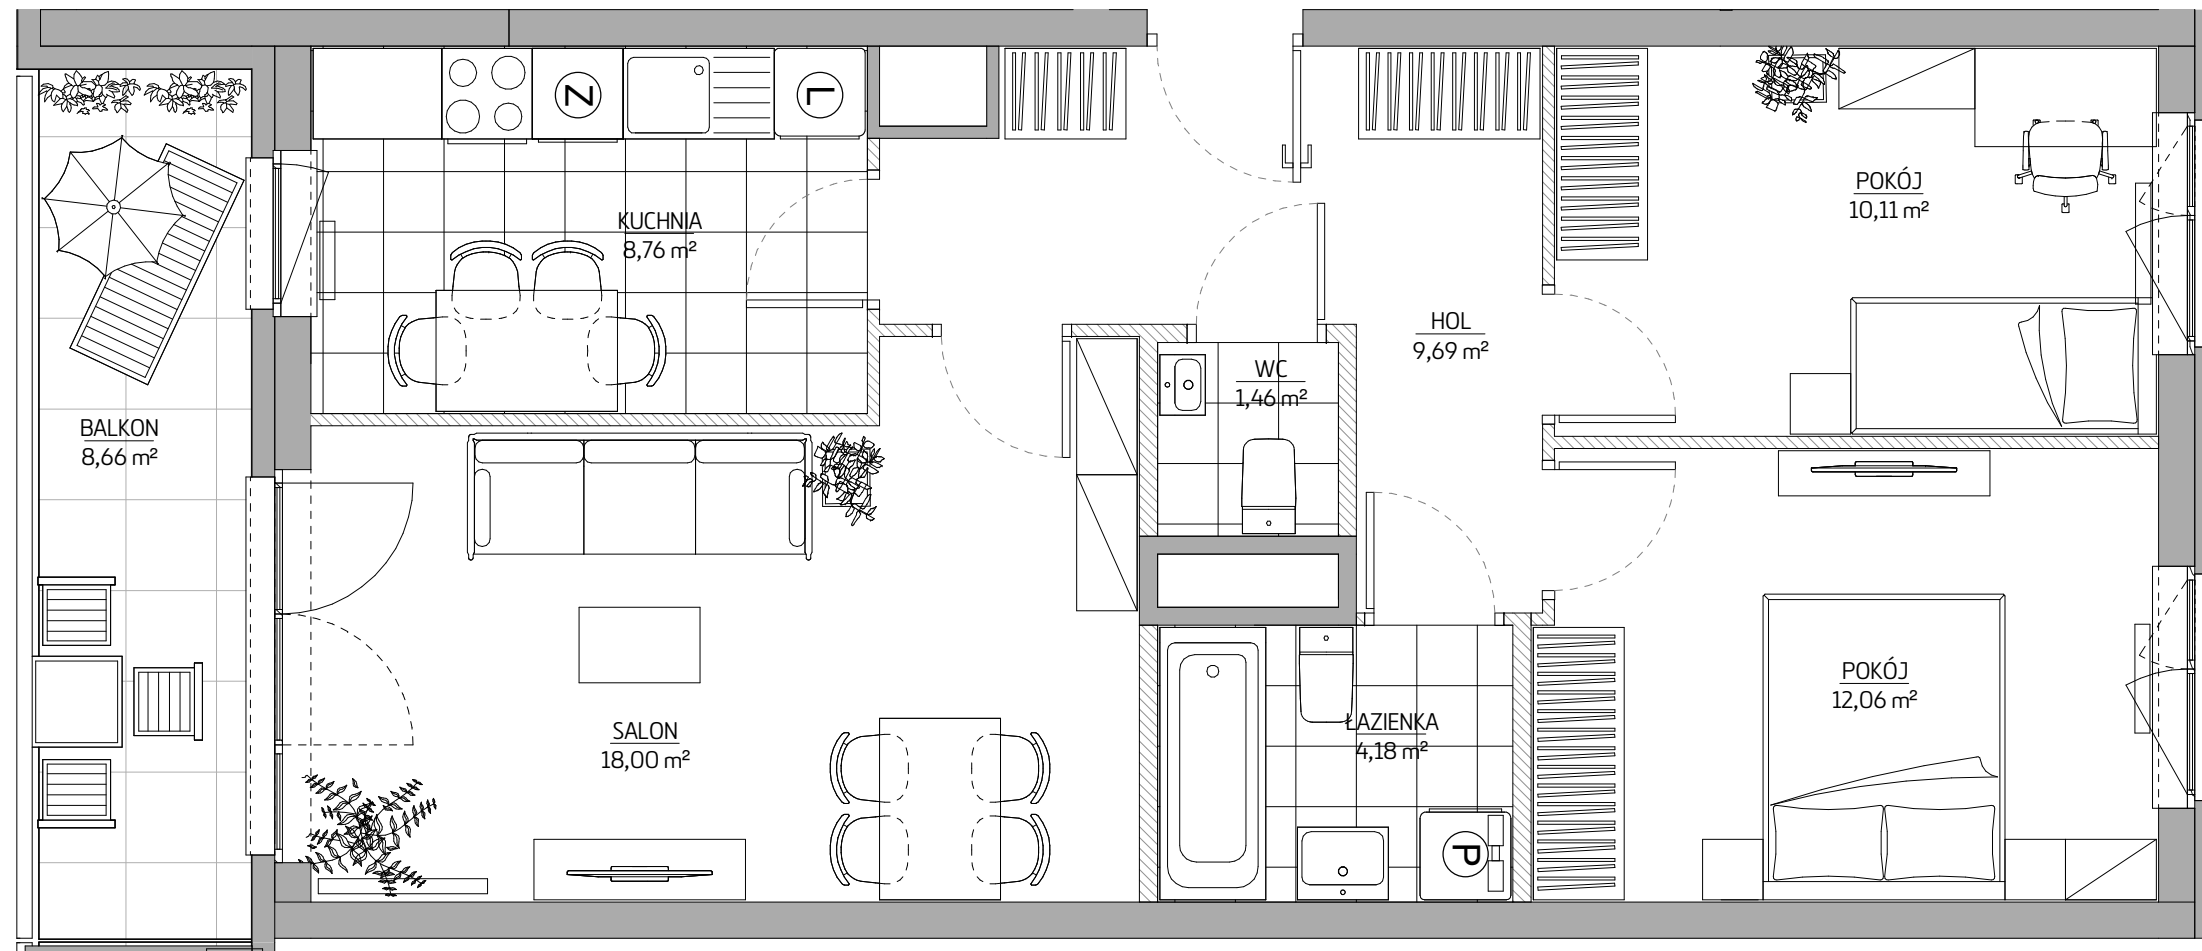 Z
L
KUCHNIA
8,76 m²
POKÓJ
10,11 m²
HOL
9,69 m²
WC
1,46 m²
BALKON
8,66 m²
SALON
18,00 m²
ŁAZIENKA
4,18 m²
P
POKÓJ
12,06 m²